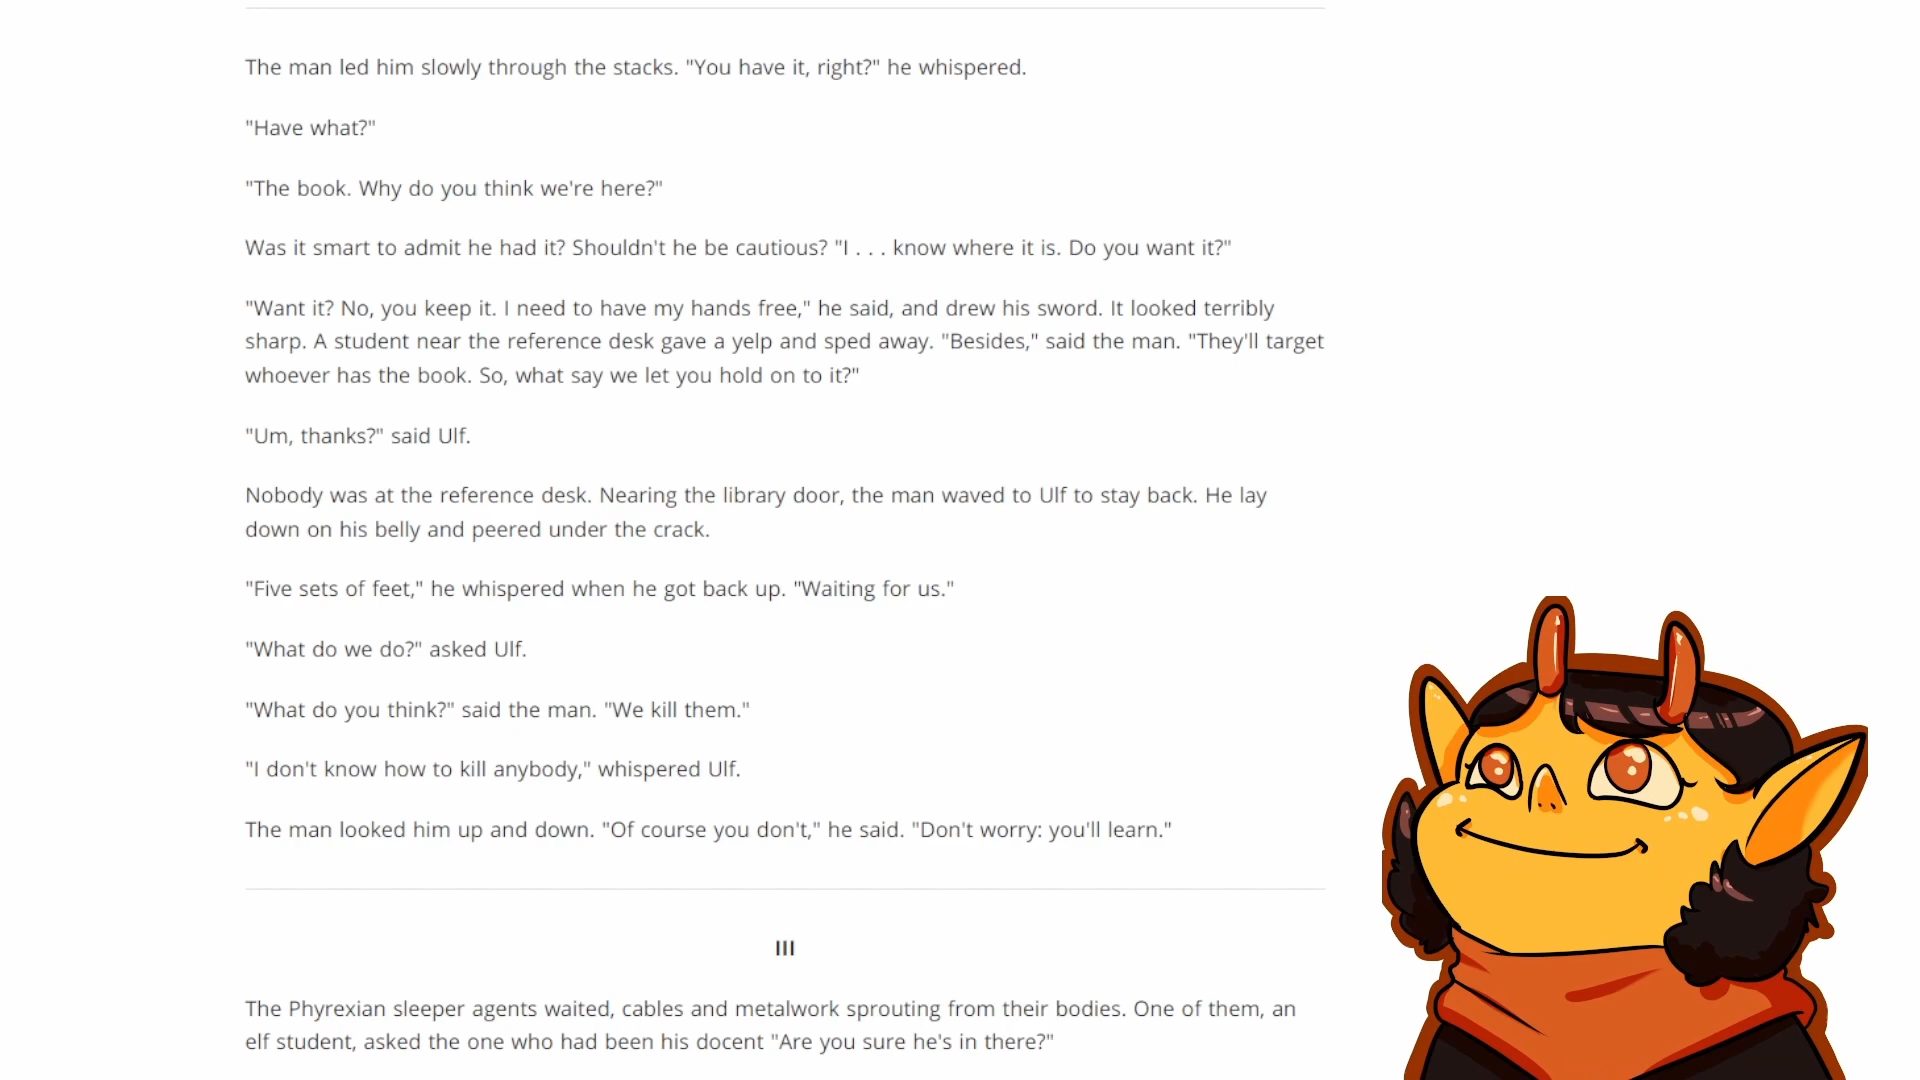 The man led him slowly through the stacks. "You have it, right?" he whispered.
"Have what?"
"The book. Why do you think we're here?"
Was it smart to admit he had it? Shouldn't he be cautious? "I . . . know where it is. Do you want it?"
"Want it? No, you keep it. I need to have my hands free," he said, and drew his sword. It looked terribly
sharp. A student near the reference desk gave a yelp and sped away. "Besides," said the man. "They'll target
whoever has the book. So, what say we let you hold on to it?"
"Um, thanks?" said Ulf.
Nobody was at the reference desk. Nearing the library door, the man waved to Ulf to stay back. He lay
down on his belly and peered under the crack.
"Five sets of feet," he whispered when he got back up. "Waiting for us."
"What do we do?" asked Ulf.
"What do you think?" said the man. "We kill them."
"I don't know how to kill anybody," whispered Ulf.
The man looked him up and down. "Of course you don't," he said. "Don't worry: you'll learn."
III
The Phyrexian sleeper agents waited, cables and metalwork sprouting from their bodies. One of them, an
elf student, asked the one who had been his docent "Are you sure he's in there?"